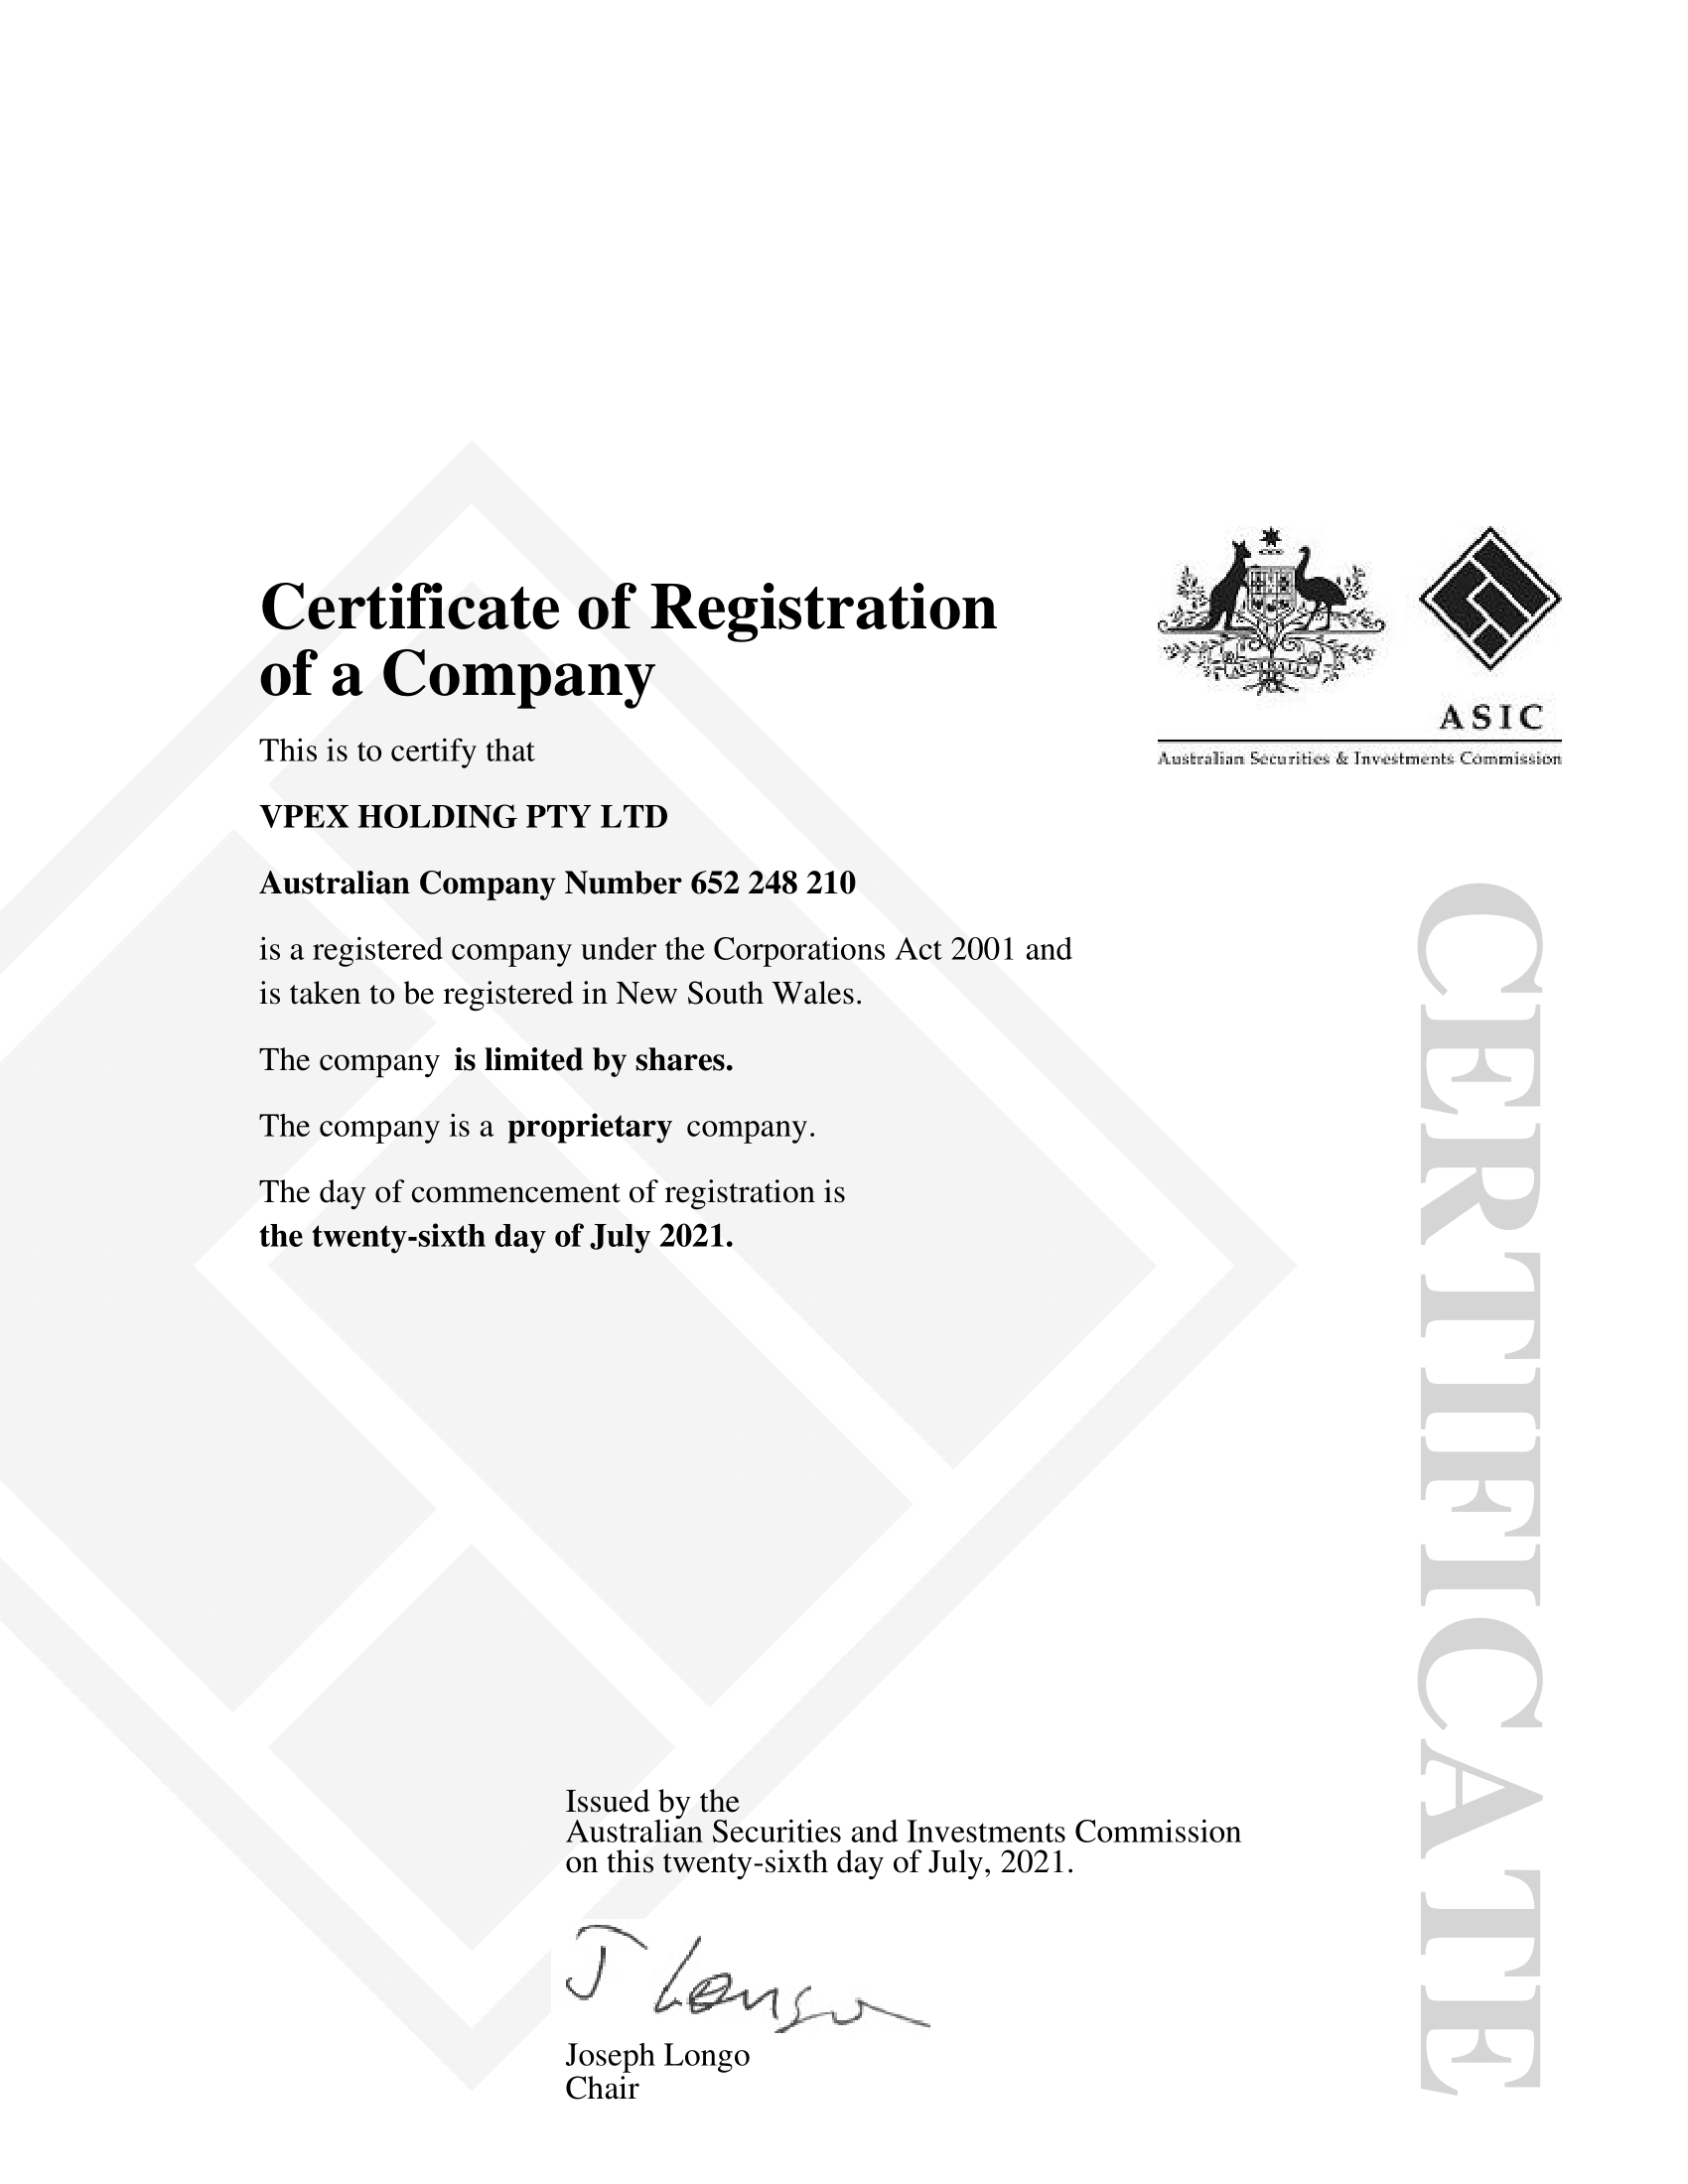 Certificate of Registration
of a Company
This is to certify that
VPEX HOLDING PTY LTD
Australian Company Number 652 248 210
is a registered company under the Corporations Act 2001 and
is taken to be registered in New South Wales.
The company is limited by shares.
The company is a proprietary company.
The day of commencement of registration is
the twenty-sixth day of July 2021.
AUSTRALIA
ASIC
Australian Securities & Investments Commission
CERTIFICATE
Issued by the
Australian Securities and Investments Commission
on this twenty-sixth day of July, 2021.
J Longo
Joseph Longo
Chair